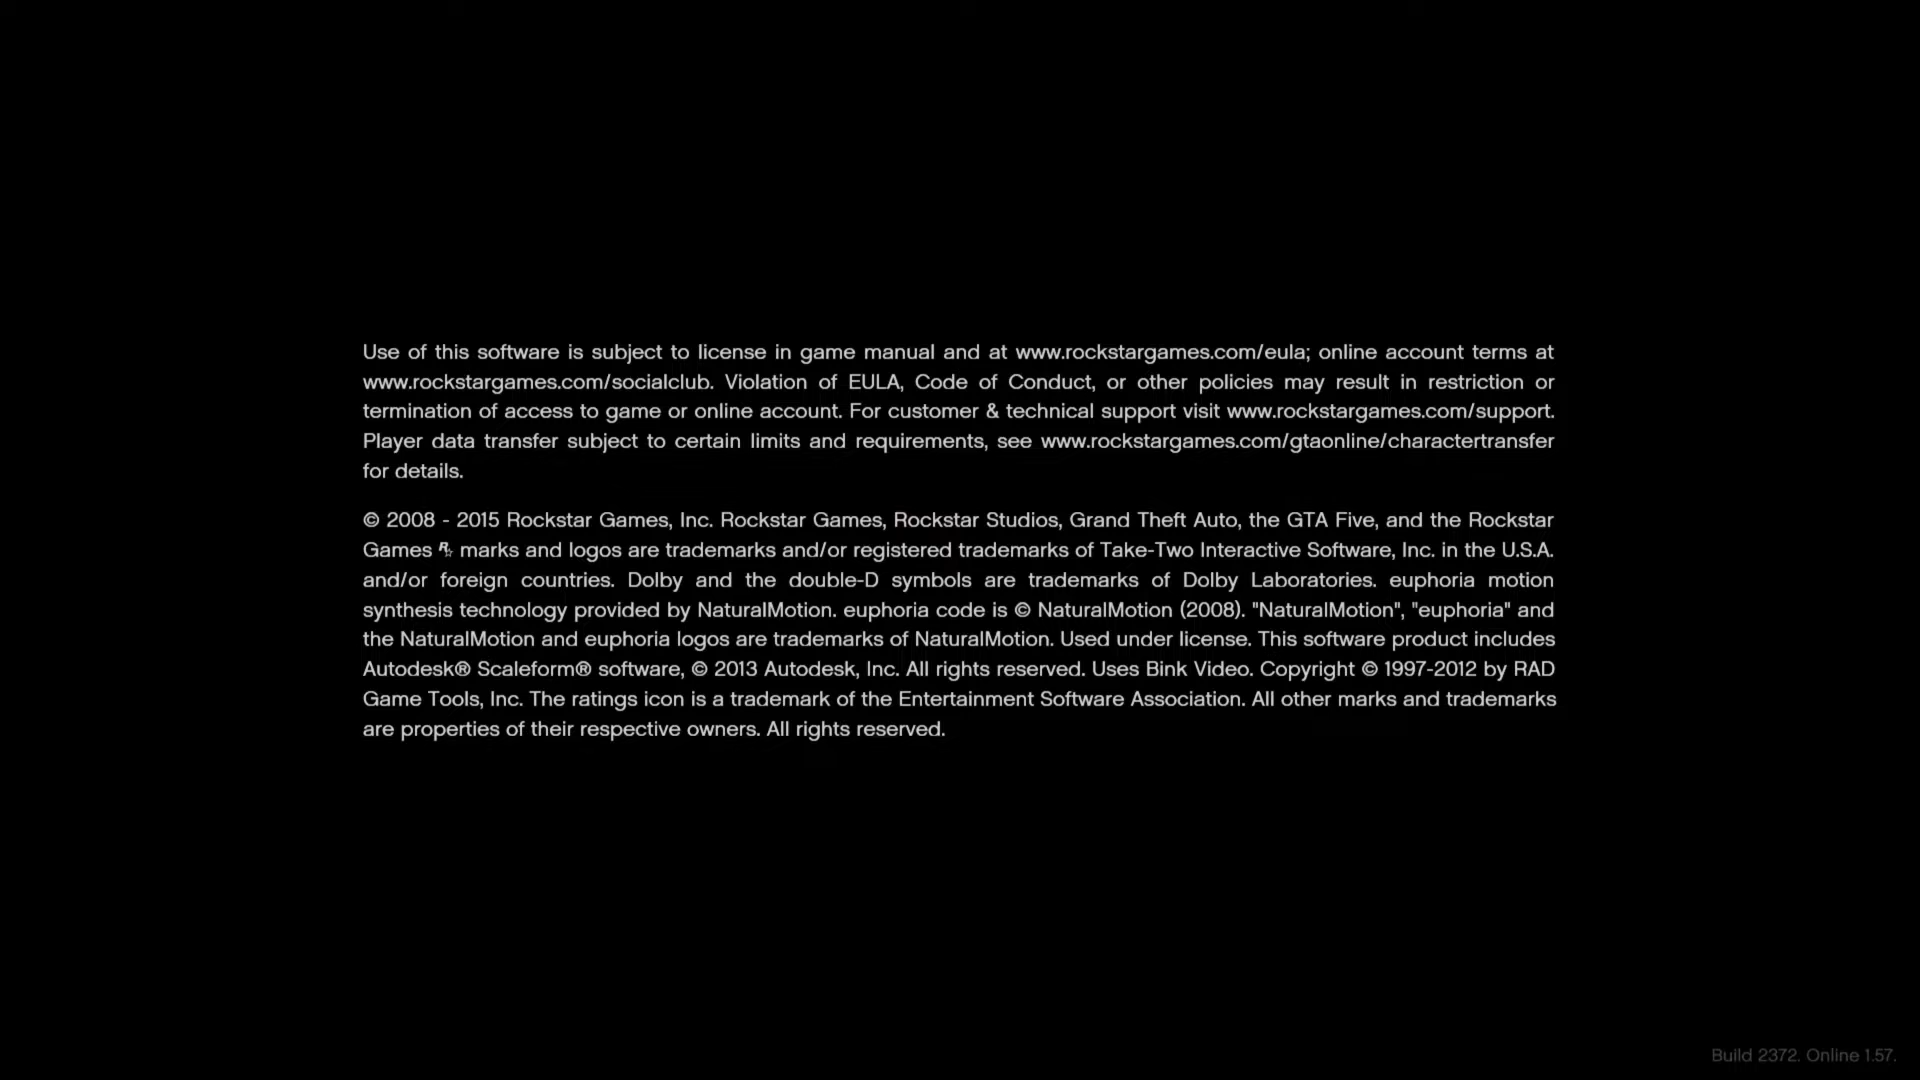 Use of this software is subject to license in game manual and at www.rockstargames.com/eula; online account terms at
www.rockstargames.com/socialclub. Violation of EULA, Code of Conduct, or other policies may result in restriction or
termination of access to game or online account. For customer & technical support visit www.rockstargames.com/support.
Player data transfer subject to certain limits and requirements, see www.rockstargames.com/gtaonline/charactertransfer
for details.
© 2008 - 2015 Rockstar Games, Inc. Rockstar Games, Rockstar Studios, Grand Theft Auto, the GTA Five, and the Rockstar
Games R* marks and logos are trademarks and/or registered trademarks of Take-Two Interactive Software, Inc. in the U.S.A.
and/or foreign countries. Dolby and the double-D symbols are trademarks of Dolby Laboratories. euphoria motion
synthesis technology provided by NaturalMotion. euphoria code is © NaturalMotion (2008). "NaturalMotion", "euphoria" and
the NaturalMotion and euphoria logos are trademarks of NaturalMotion. Used under license. This software product includes
Autodesk® Scaleform® software, © 2013 Autodesk, Inc. All rights reserved. Uses Bink Video. Copyright © 1997-2012 by RAD
Game Tools, Inc. The ratings icon is a trademark of the Entertainment Software Association. All other marks and trademarks
are properties of their respective owners. All rights reserved.
Build 2372. Online 1.57.